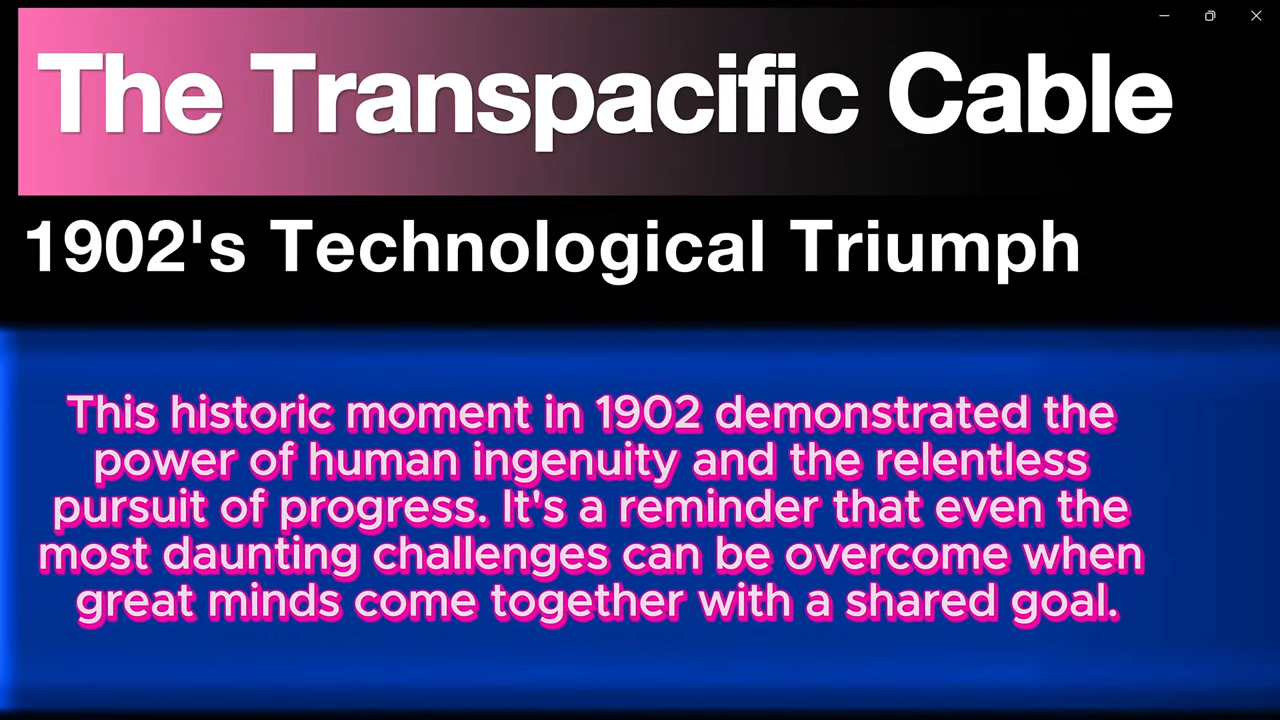 The Transpacific Cable
1902's Technological Triumph
This historic moment in 1902 demonstrated the
power of human ingenuity and the relentless
pursuit of progress. It's a reminder that even the
most daunting challenges can be overcome when
great minds come together with a shared goal.